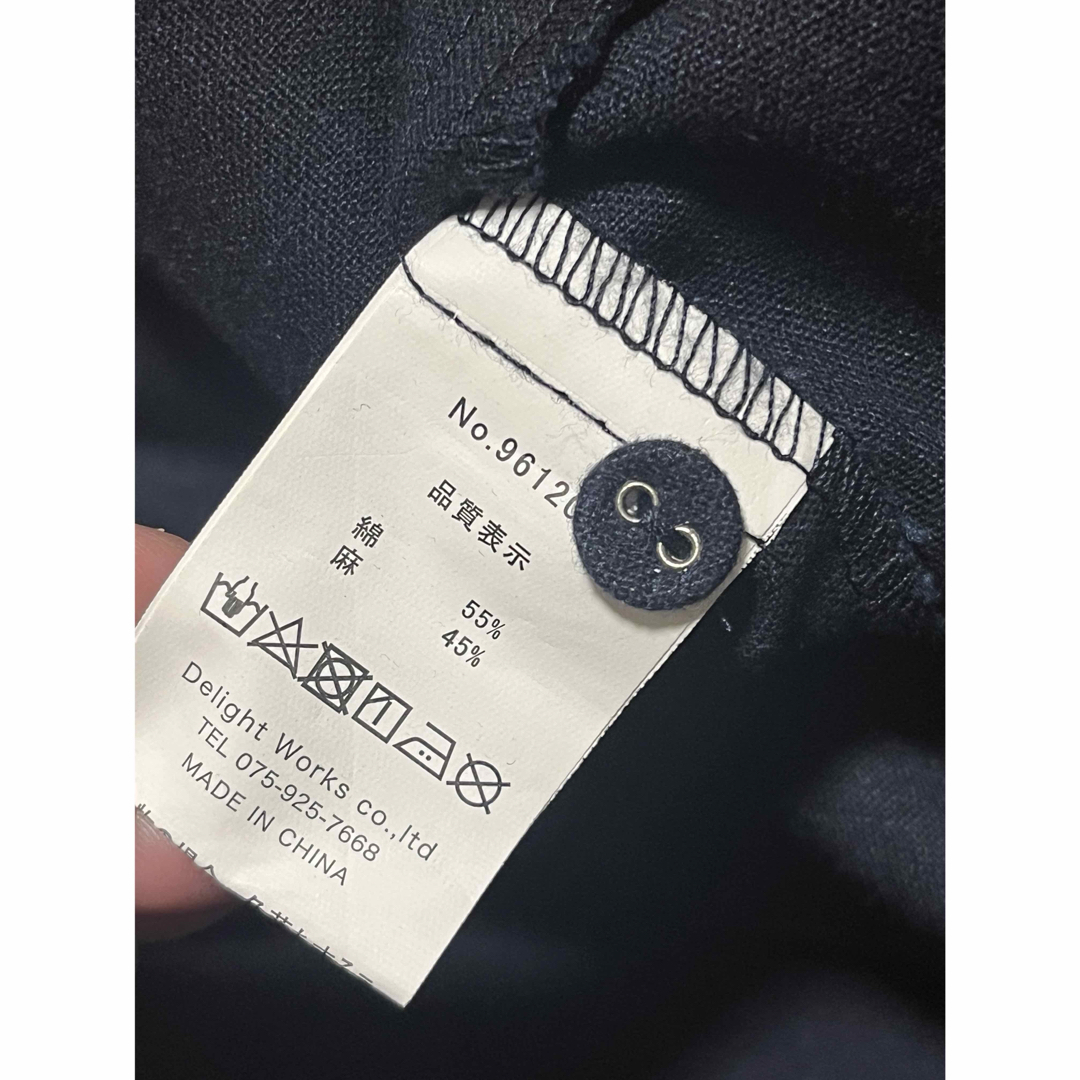 No.9612
品質表示
綿 55%
麻 45%
Delight Works co.,ltd
TEL 075-925-7668
MADE IN CHINA